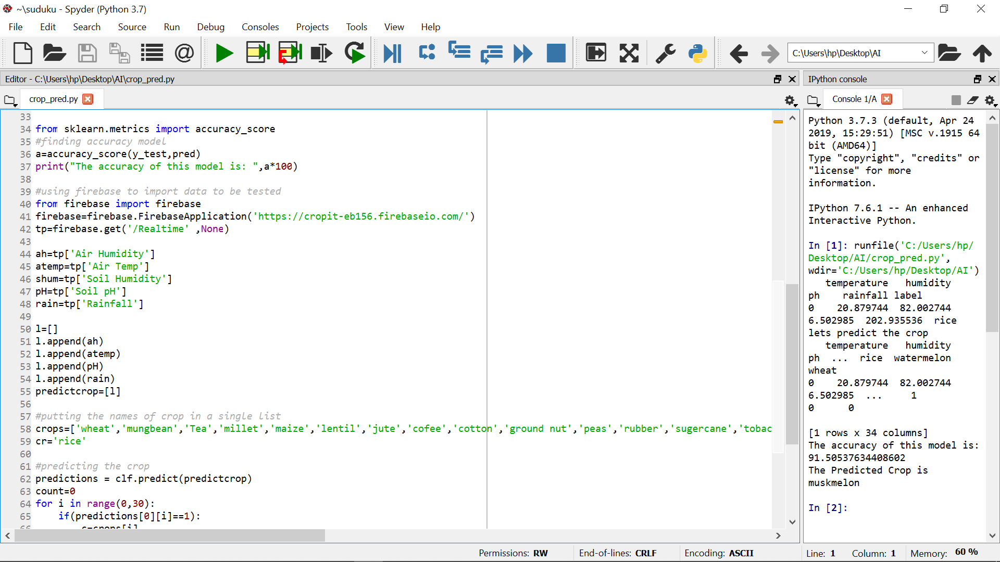 ~\suduku - Spyder (Python 3.7)
File Edit Search Source Run Debug Consoles Projects Tools View Help
C:\Users\hp\Desktop\AI
Editor - C:\Users\hp\Desktop\AI\crop_pred.py
crop_pred.py
33
34 from sklearn.metrics import accuracy_score
35 #finding accuracy model
36 a=accuracy_score(y_test,pred)
37 print("The accuracy of this model is: ",a*100)
38
39 #using firebase to import data to be tested
40 from firebase import firebase
41 firebase=firebase.FirebaseApplication('https://cropit-eb156.firebaseio.com/')
42 tp=firebase.get('/Realtime' ,None)
43
44 ah=tp['Air Humidity']
45 atemp=tp['Air Temp']
46 shum=tp['Soil Humidity']
47 pH=tp['Soil pH']
48 rain=tp['Rainfall']
49
50 l=[]
51 l.append(ah)
52 l.append(atemp)
53 l.append(pH)
54 l.append(rain)
55 predictcrop=[l]
56
57 #putting the names of crop in a single list
58 crops=['wheat','mungbean','Tea','millet','maize','lentil','jute','cofee','cotton','ground nut','peas','rubber','sugercane','tobac
59 cr='rice'
60
61 #predicting the crop
62 predictions = clf.predict(predictcrop)
63 count=0
64 for i in range(0,30):
65     if(predictions[0][i]==1):
66         c=crops[i]
IPython console
Console 1/A
Python 3.7.3 (default, Apr 24
2019, 15:29:51) [MSC v.1915 64
bit (AMD64)]
Type "copyright", "credits" or
"license" for more
information.

IPython 7.6.1 -- An enhanced
Interactive Python.

In [1]: runfile('C:/Users/hp/
Desktop/AI/crop_pred.py',
wdir='C:/Users/hp/Desktop/AI')
   temperature   humidity
ph    rainfall label
0    20.879744  82.002744
6.502985  202.935536  rice
lets predict the crop
   temperature   humidity
ph  ...  rice  watermelon
wheat
0    20.879744  82.002744
6.502985  ...     1
0      0

[1 rows x 34 columns]
The accuracy of this model is:
91.50537634408602
The Predicted Crop is
muskmelon

In [2]:
Permissions: RW End-of-lines: CRLF Encoding: ASCII Line: 1 Column: 1 Memory: 60 %